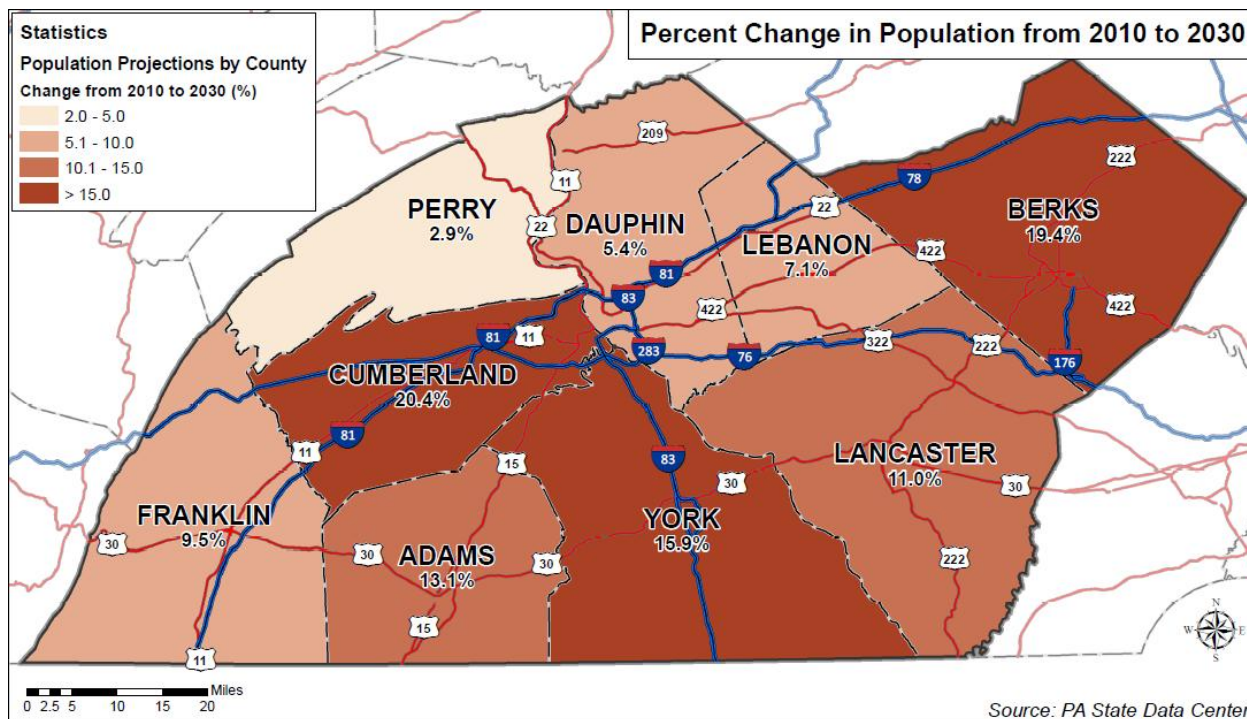 Statistics
Population Projections by County
Change from 2010 to 2030 (%)
2.0 - 5.0
5.1 - 10.0
10.1 - 15.0
> 15.0
Percent Change in Population from 2010 to 2030
209
222
11
78
PERRY
2.9%
22
DAUPHIN
5.4%
22
BERKS
19.4%
LEBANON
7.1%
422
81
83
422
422
81
11
283
76
322
222
176
CUMBERLAND
20.4%
81
11
15
83
30
LANCASTER
11.0%
30
FRANKLIN
9.5%
30
30
ADAMS
13.1%
30
YORK
15.9%
222
15
11
N
W
E
S
Miles
0 2.5 5 10 15 20
Source: PA State Data Center